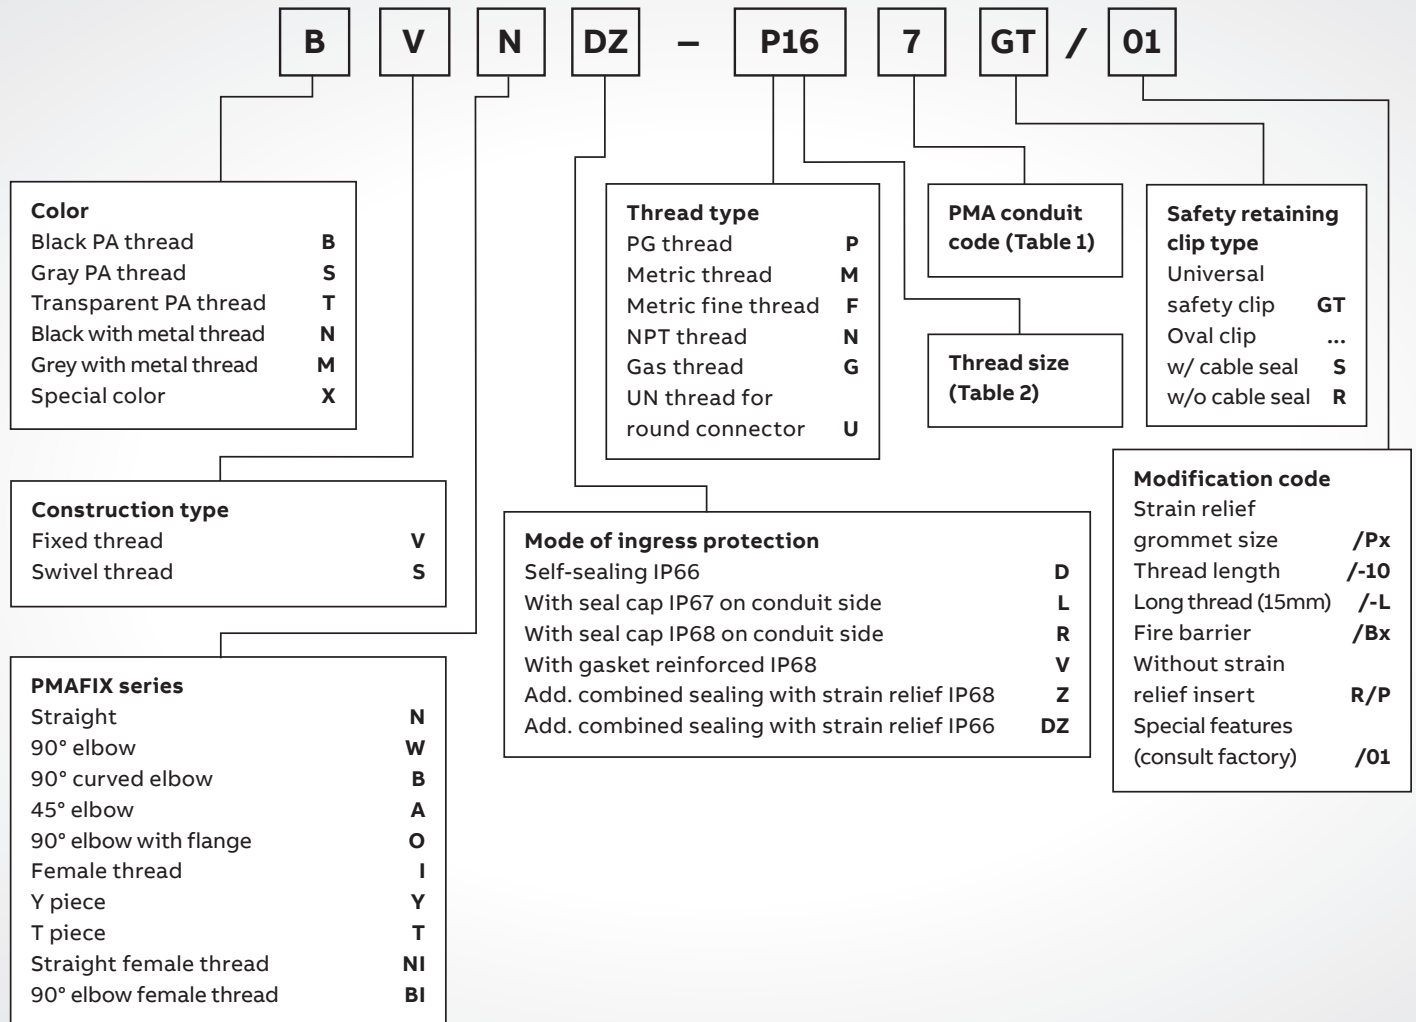 B V N DZ – P16 7 GT / 01
Color
Black PA thread B
Gray PA thread S
Transparent PA thread T
Black with metal thread N
Grey with metal thread M
Special color X
Construction type
Fixed thread V
Swivel thread S
PMAFIX series
Straight N
90° elbow W
90° curved elbow B
45° elbow A
90° elbow with flange O
Female thread I
Y piece Y
T piece T
Straight female thread NI
90° elbow female thread BI
Mode of ingress protection
Self-sealing IP66 D
With seal cap IP67 on conduit side L
With seal cap IP68 on conduit side R
With gasket reinforced IP68 V
Add. combined sealing with strain relief IP68 Z
Add. combined sealing with strain relief IP66 DZ
Thread type
PG thread P
Metric thread M
Metric fine thread F
NPT thread N
Gas thread G
UN thread for
round connector U
Thread size
(Table 2)
PMA conduit
code (Table 1)
Safety retaining
clip type
Universal
safety clip GT
Oval clip ...
w/ cable seal S
w/o cable seal R
Modification code
Strain relief
grommet size /Px
Thread length /-10
Long thread (15mm) /-L
Fire barrier /Bx
Without strain
relief insert R/P
Special features
(consult factory) /01